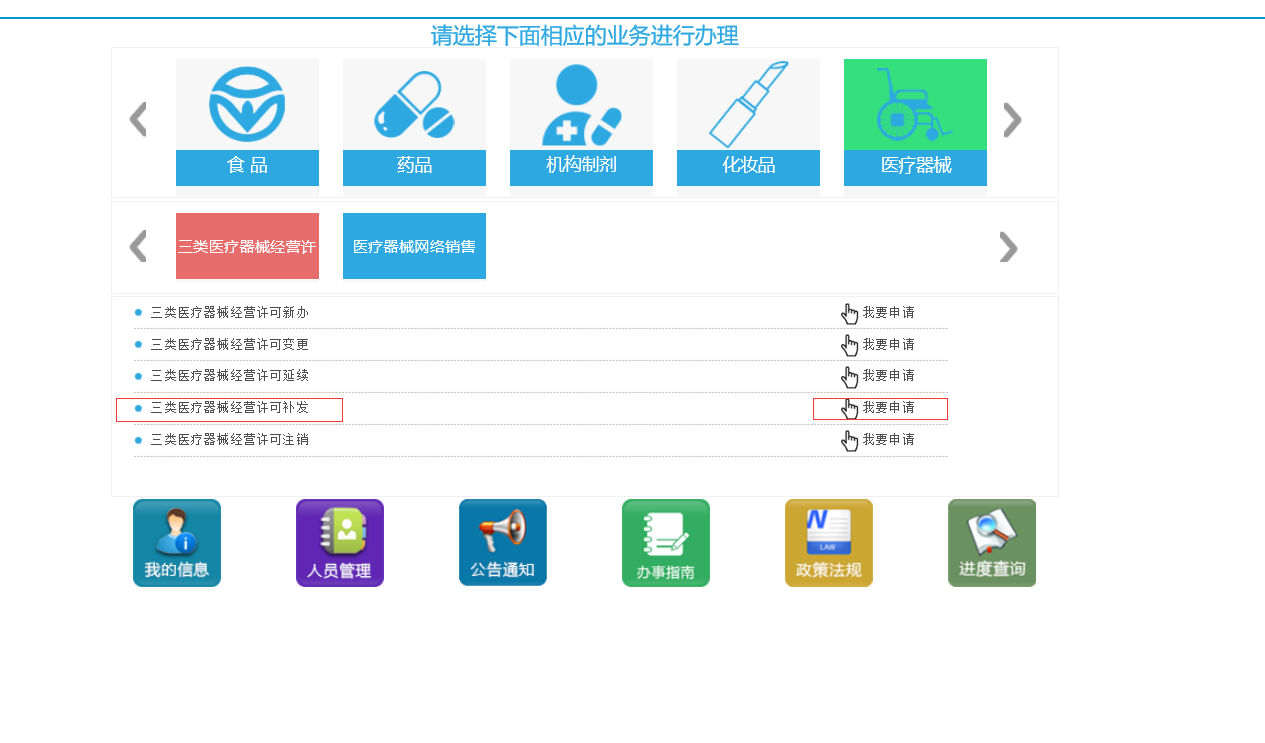 请选择下面相应的业务进行办理
食 品
药品
机构制剂
化妆品
医疗器械
三类医疗器械经营许
医疗器械网络销售
三类医疗器械经营许可新办 我要申请
三类医疗器械经营许可变更 我要申请
三类医疗器械经营许可延续 我要申请
三类医疗器械经营许可补发 我要申请
三类医疗器械经营许可注销 我要申请
我的信息
人员管理
公告通知
办事指南
LAW
政策法规
进度查询